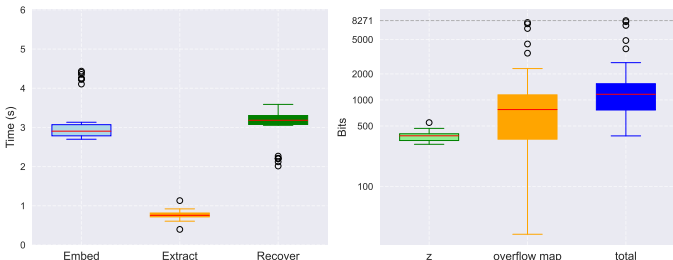 6
5
4
3
2
1
0
Time (s)
Embed
Extract
Recover
8271
5000
2000
1000
500
100
Bits
z
overflow map
total